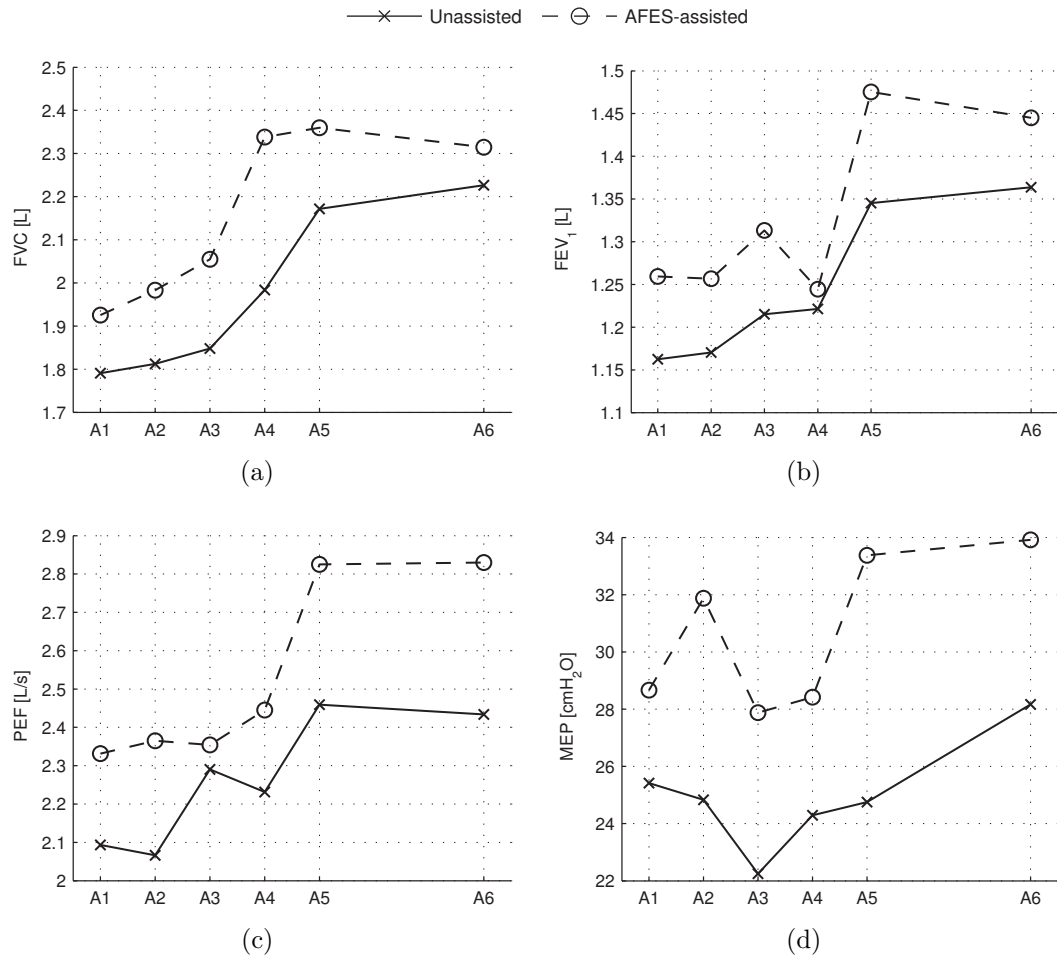 Unassisted AFES-assisted
FVC [L]
2.5
2.4
2.3
2.2
2.1
2
1.9
1.8
1.7
A1 A2 A3 A4 A5 A6
(a)
FEV₁ [L]
1.5
1.45
1.4
1.35
1.3
1.25
1.2
1.15
1.1
A1 A2 A3 A4 A5 A6
(b)
PEF [L/s]
2.9
2.8
2.7
2.6
2.5
2.4
2.3
2.2
2.1
2
A1 A2 A3 A4 A5 A6
(c)
MEP [cmH₂O]
34
32
30
28
26
24
22
A1 A2 A3 A4 A5 A6
(d)